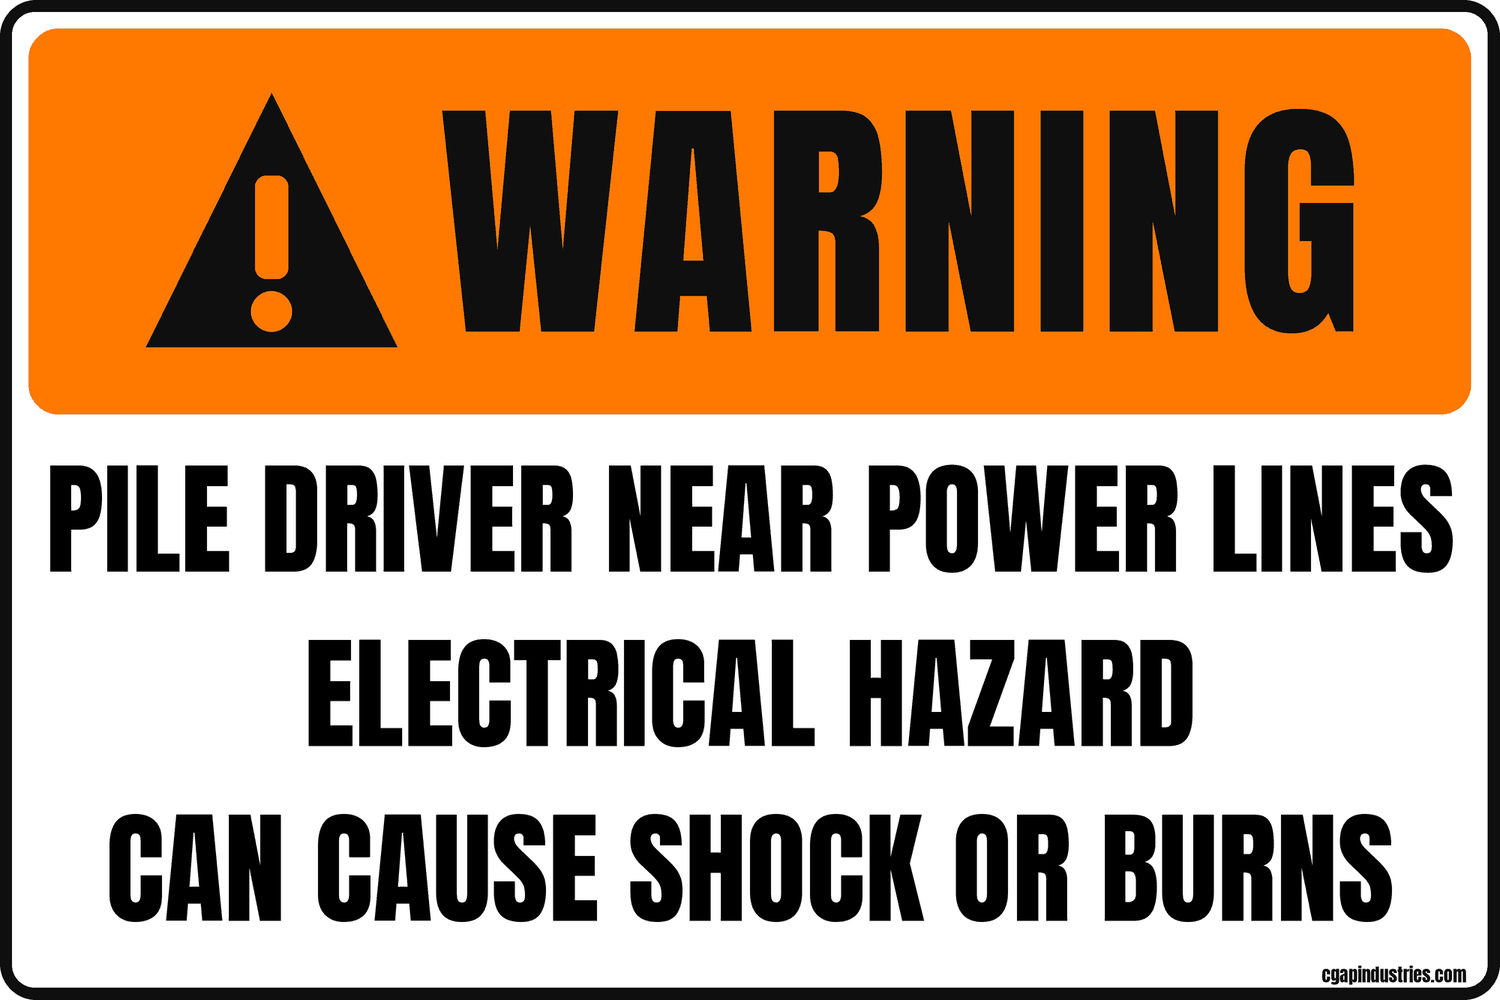 WARNING
PILE DRIVER NEAR POWER LINES
ELECTRICAL HAZARD
CAN CAUSE SHOCK OR BURNS
cgapindustries.com